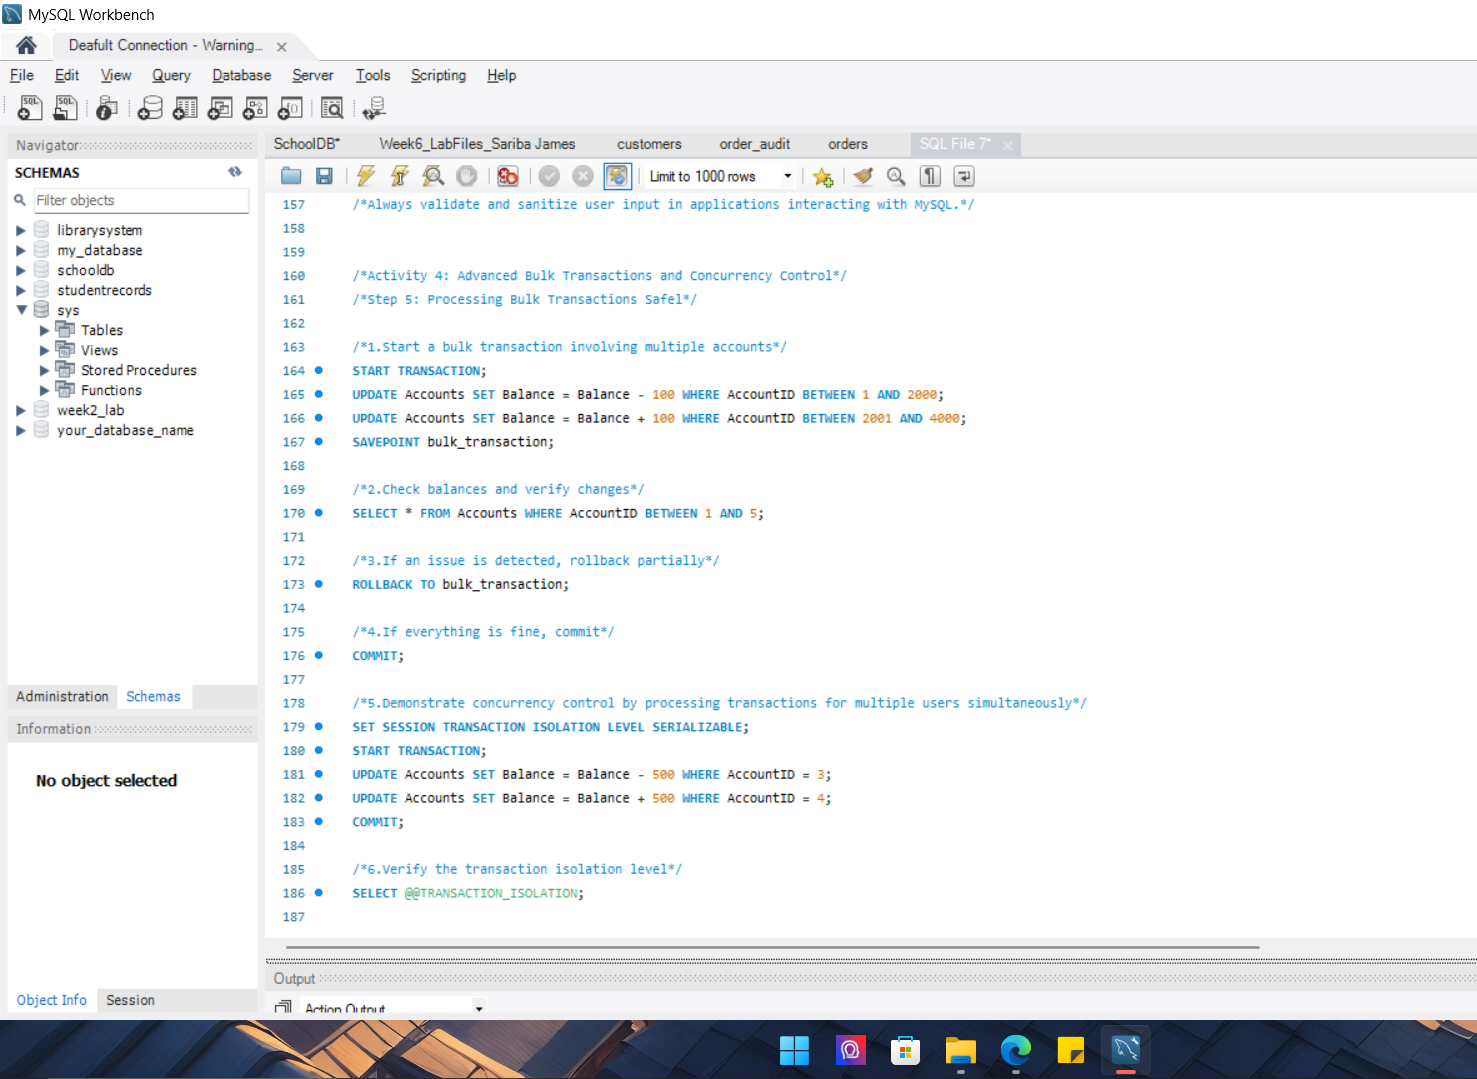 MySQL Workbench
Deafult Connection - Warning...
File Edit View Query Database Server Tools Scripting Help
Navigator
SCHEMAS
Filter objects
librarysystem
my_database
schooldb
studentrecords
sys
Tables
Views
Stored Procedures
Functions
week2_lab
your_database_name
Administration Schemas
Information
No object selected
Object Info Session
SchoolDB* Week6_LabFiles_Sariba James customers order_audit orders SQL File 7*
Limit to 1000 rows
157 /*Always validate and sanitize user input in applications interacting with MySQL.*/
158
159
160 /*Activity 4: Advanced Bulk Transactions and Concurrency Control*/
161 /*Step 5: Processing Bulk Transactions Safel*/
162
163 /*1.Start a bulk transaction involving multiple accounts*/
164 START TRANSACTION;
165 UPDATE Accounts SET Balance = Balance - 100 WHERE AccountID BETWEEN 1 AND 2000;
166 UPDATE Accounts SET Balance = Balance + 100 WHERE AccountID BETWEEN 2001 AND 4000;
167 SAVEPOINT bulk_transaction;
168
169 /*2.Check balances and verify changes*/
170 SELECT * FROM Accounts WHERE AccountID BETWEEN 1 AND 5;
171
172 /*3.If an issue is detected, rollback partially*/
173 ROLLBACK TO bulk_transaction;
174
175 /*4.If everything is fine, commit*/
176 COMMIT;
177
178 /*5.Demonstrate concurrency control by processing transactions for multiple users simultaneously*/
179 SET SESSION TRANSACTION ISOLATION LEVEL SERIALIZABLE;
180 START TRANSACTION;
181 UPDATE Accounts SET Balance = Balance - 500 WHERE AccountID = 3;
182 UPDATE Accounts SET Balance = Balance + 500 WHERE AccountID = 4;
183 COMMIT;
184
185 /*6.Verify the transaction isolation level*/
186 SELECT @@TRANSACTION_ISOLATION;
187
Output
Action Output